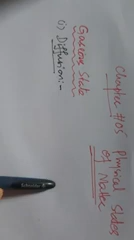 Chapter #05 Physical States
of Matter
Gaseous State
(i) Diffusion:-